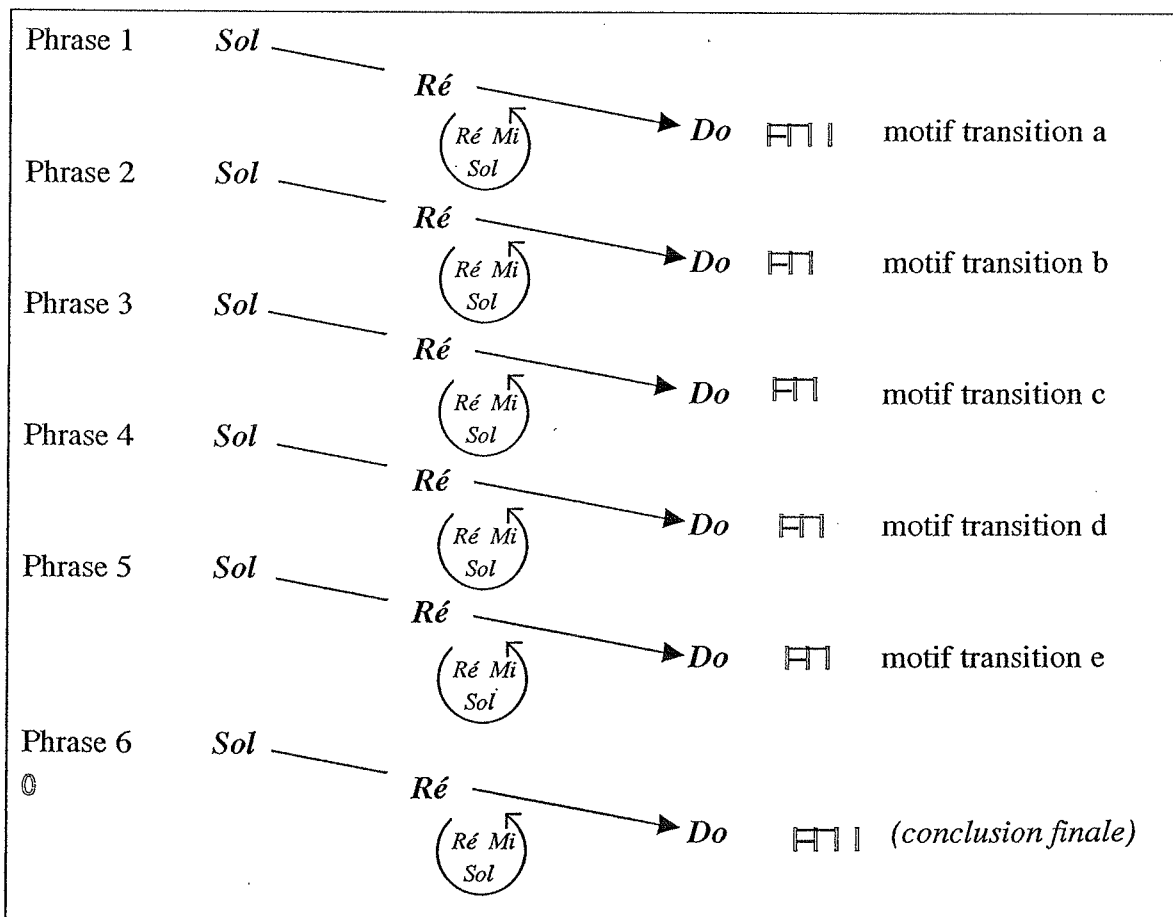 Phrase 1 Sol
Ré
Ré Mi
Sol
Do motif transition a
Phrase 2 Sol
Ré
Ré Mi
Sol
Do motif transition b
Phrase 3 Sol
Ré
Ré Mi
Sol
Do motif transition c
Phrase 4 Sol
Ré
Ré Mi
Sol
Do motif transition d
Phrase 5 Sol
Ré
Ré Mi
Sol
Do motif transition e
Phrase 6 Sol
0
Ré
Ré Mi
Sol
Do (conclusion finale)